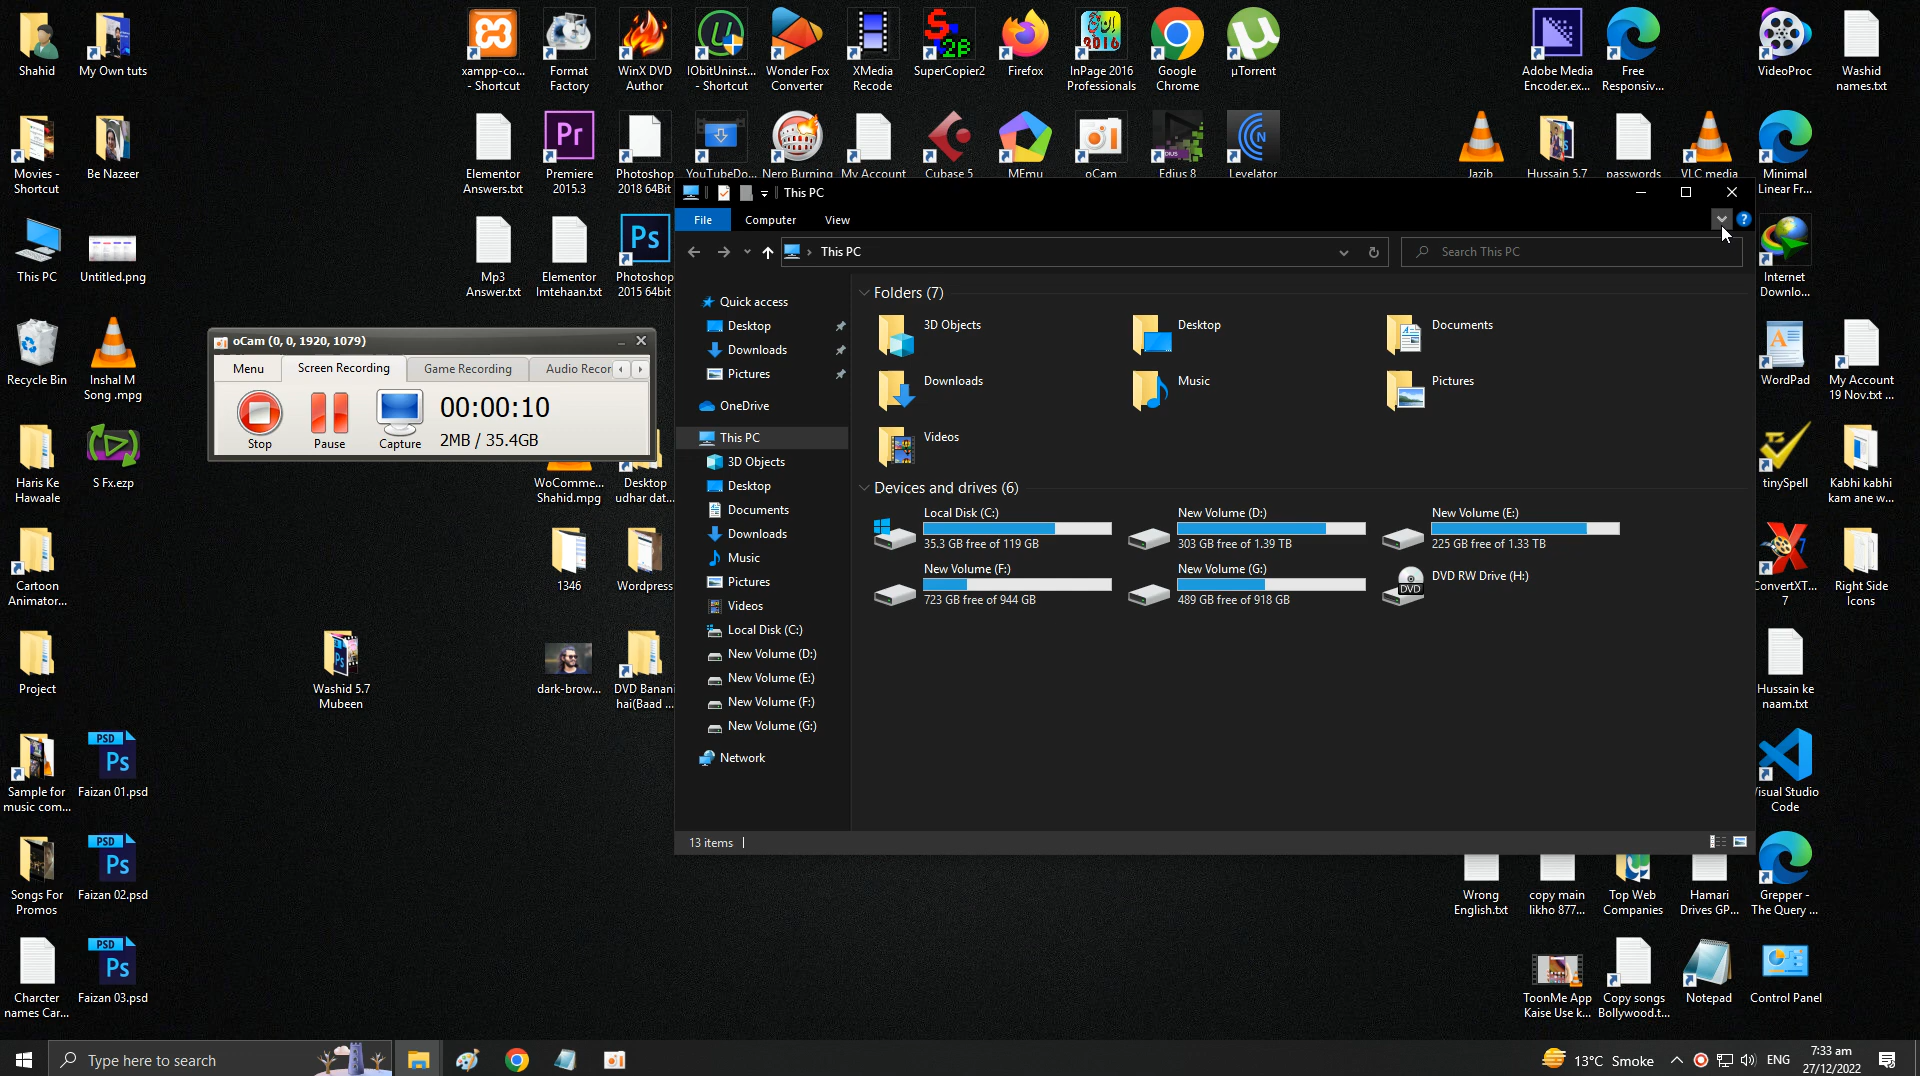 Shahid
My Own tuts
xampp-co...
- Shortcut
Format
Factory
WinX DVD
Author
IObitUninst...
- Shortcut
Wonder Fox
Converter
XMedia
Recode
SuperCopier2
Firefox
InPage 2016
Professionals
Google
Chrome
µTorrent
Adobe Media
Encoder.ex...
Free
Responsiv...
VideoProc
Washid
names.txt
Movies -
Shortcut
Be Nazeer
Elementor
Answers.txt
Premiere
2015.3
Photoshop
2018 64Bit
YouTubeDo...
Nero Burning
My Account
Cubase 5
MEmu
oCam
Edius 8
Levelator
Jazib
Hussain 5.7
passwords
VLC media
Minimal
Linear Fr...
This PC
Untitled.png
Mp3
Answer.txt
Elementor
Imtehaan.txt
Photoshop
2015 64bit
Internet
Downlo...
This PC
File
Computer
View
This PC
Search This PC
Quick access
Desktop
Downloads
Pictures
OneDrive
This PC
3D Objects
Desktop
Documents
Downloads
Music
Pictures
Videos
Local Disk (C:)
New Volume (D:)
New Volume (E:)
New Volume (F:)
New Volume (G:)
Network
Folders (7)
3D Objects
Desktop
Documents
Downloads
Music
Pictures
Videos
Devices and drives (6)
Local Disk (C:)
35.3 GB free of 119 GB
New Volume (D:)
303 GB free of 1.39 TB
New Volume (E:)
225 GB free of 1.33 TB
New Volume (F:)
723 GB free of 944 GB
New Volume (G:)
489 GB free of 918 GB
DVD RW Drive (H:)
13 items
oCam (0, 0, 1920, 1079)
Menu
Screen Recording
Game Recording
Audio Recor
Stop
Pause
Capture
00:00:10
2MB / 35.4GB
Recycle Bin
Inshal M
Song .mpg
WordPad
My Account
19 Nov.txt ...
Haris Ke
Hawaale
S Fx.ezp
WoComme...
Shahid.mpg
Desktop
udhar dat...
tinySpell
Kabhi kabhi
kam ane w...
Cartoon
Animator...
1346
Wordpress
ConvertXT...
7
Right Side
Icons
Project
Washid 5.7
Mubeen
dark-brow...
DVD Banani
hai(Baad ...
Hussain ke
naam.txt
Sample for
music com...
Faizan 01.psd
Visual Studio
Code
Songs For
Promos
Faizan 02.psd
Wrong
English.txt
copy main
likho 877...
Top Web
Companies
Hamari
Drives GP...
Grepper -
The Query ...
Charcter
names Car...
Faizan 03.psd
ToonMe App
Kaise Use k...
Copy songs
Bollywood.t...
Notepad
Control Panel
Type here to search
13°C Smoke
ENG
7:33 am
27/12/2022